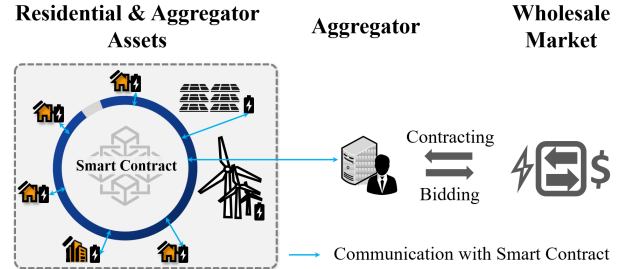 Residential & Aggregator
Assets
Aggregator
Wholesale
Market
Smart Contract
Contracting
Bidding
$
Communication with Smart Contract